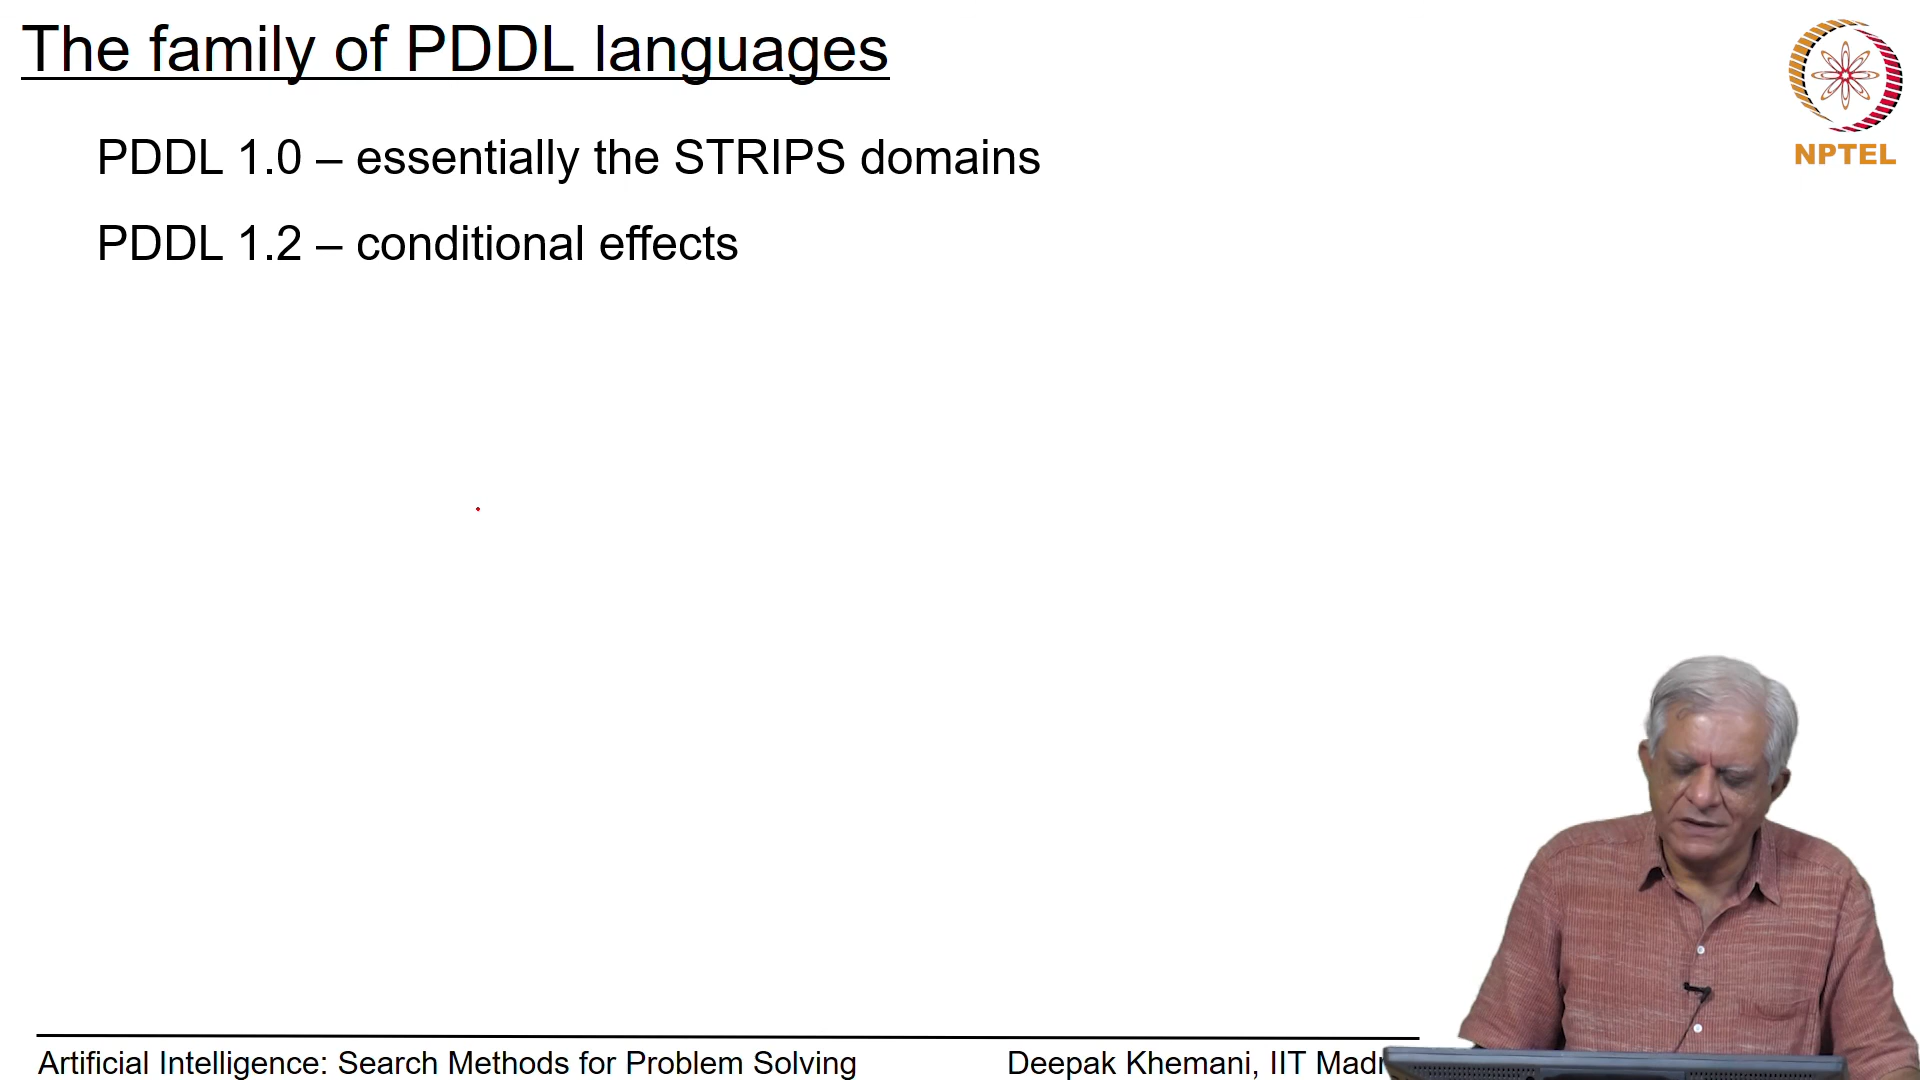 The family of PDDL languages
NPTEL
PDDL 1.0 – essentially the STRIPS domains
PDDL 1.2 – conditional effects
Artificial Intelligence: Search Methods for Problem Solving
Deepak Khemani, IIT Madr